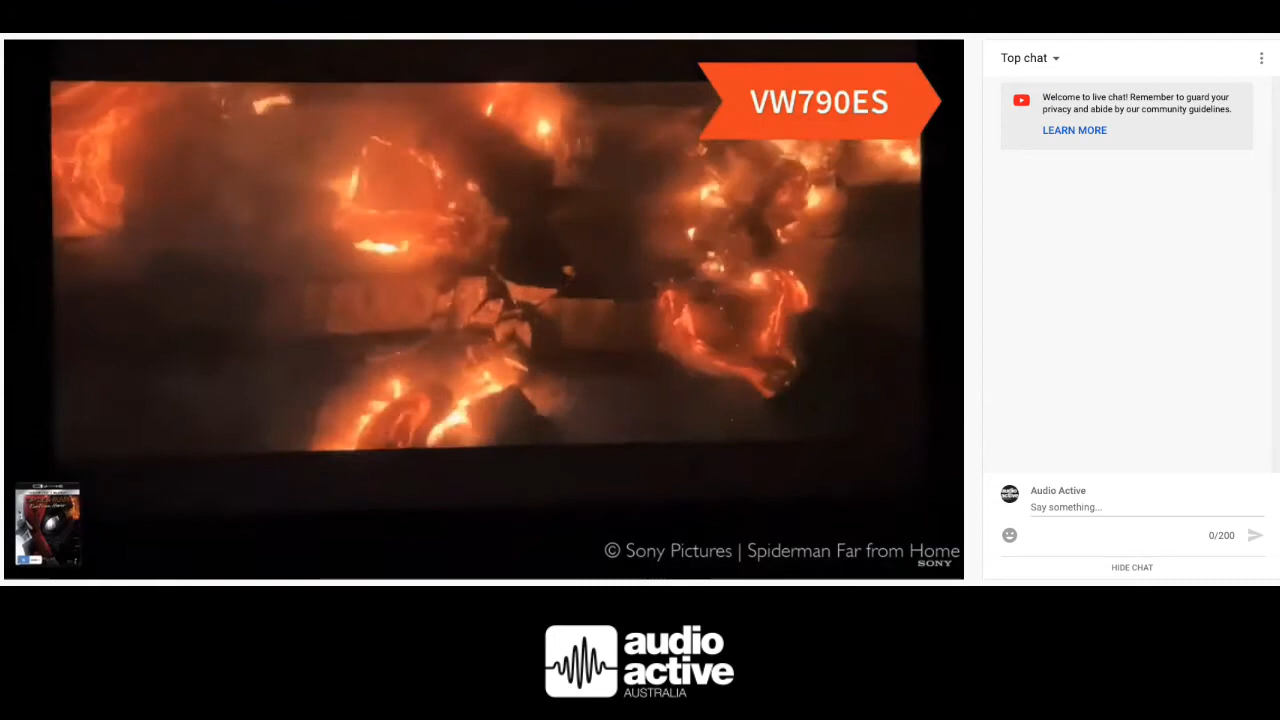 VW790ES
Top chat
Welcome to live chat! Remember to guard your
privacy and abide by our community guidelines.
LEARN MORE
© Sony Pictures | Spiderman Far from Home
SONY
audio
active
Audio Active
Say something...
0/200
HIDE CHAT
audio
active
AUSTRALIA